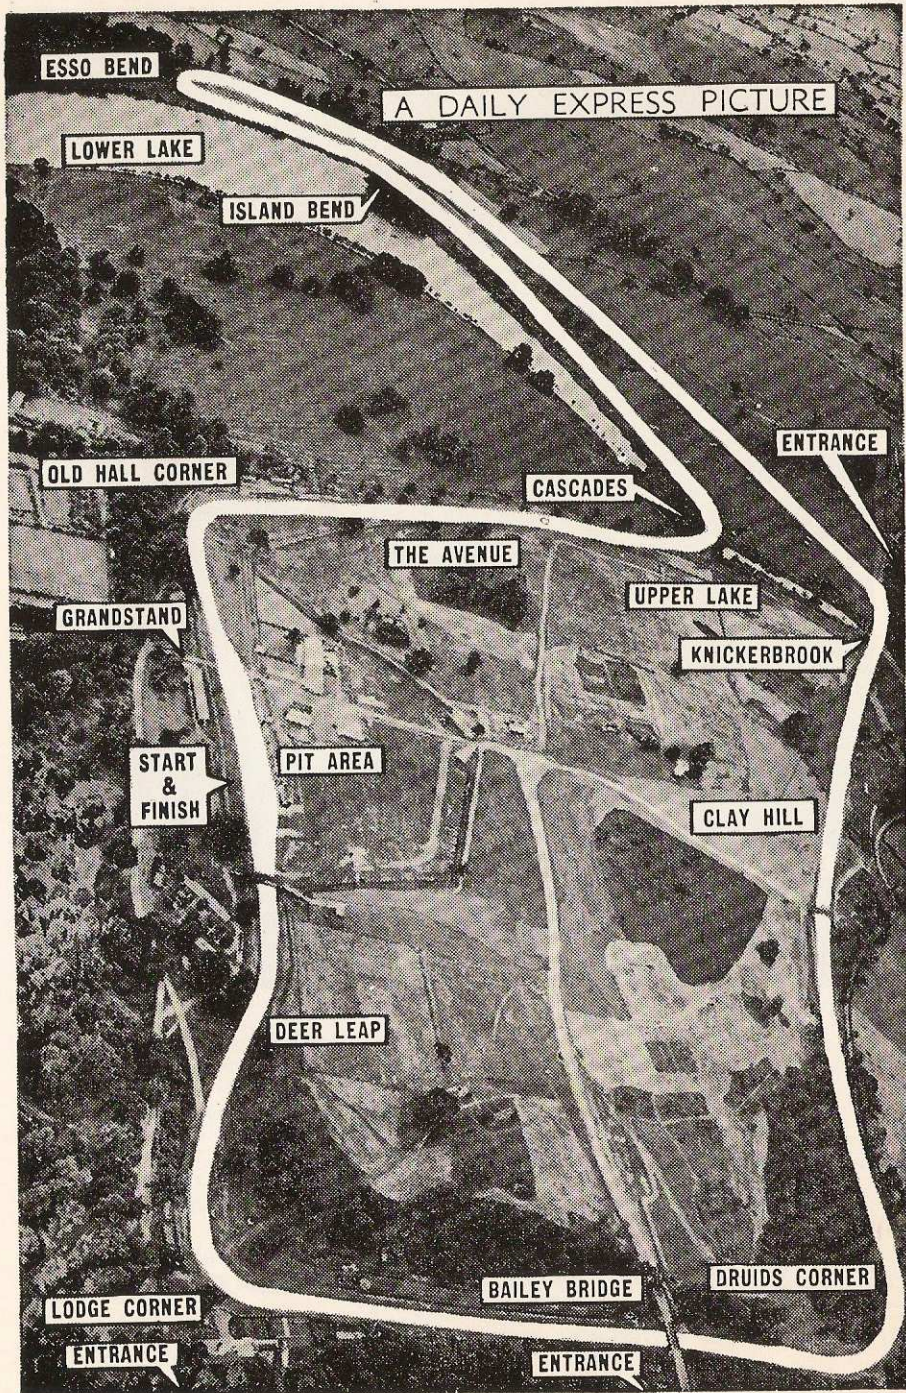 ESSO BEND
A DAILY EXPRESS PICTURE
LOWER LAKE
ISLAND BEND
ENTRANCE
OLD HALL CORNER
CASCADES
THE AVENUE
UPPER LAKE
GRANDSTAND
KNICKERBROOK
START
&
FINISH
PIT AREA
CLAY HILL
DEER LEAP
DRUIDS CORNER
BAILEY BRIDGE
LODGE CORNER
ENTRANCE
ENTRANCE